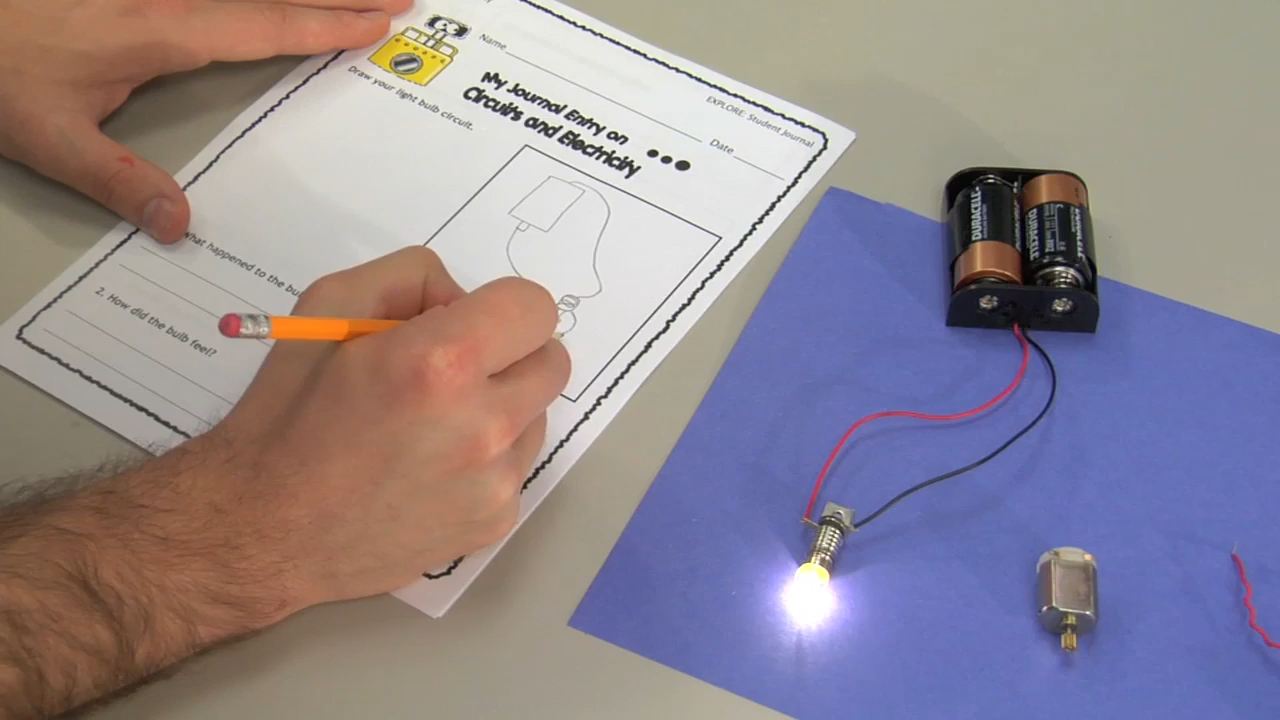 Name
EXPLORE: Student Journal
Date
My Journal Entry on
Circuits and Electricity
Draw your light bulb circuit.
what happened to the
2. How did the bulb feel?
DURACELL
DURACELL